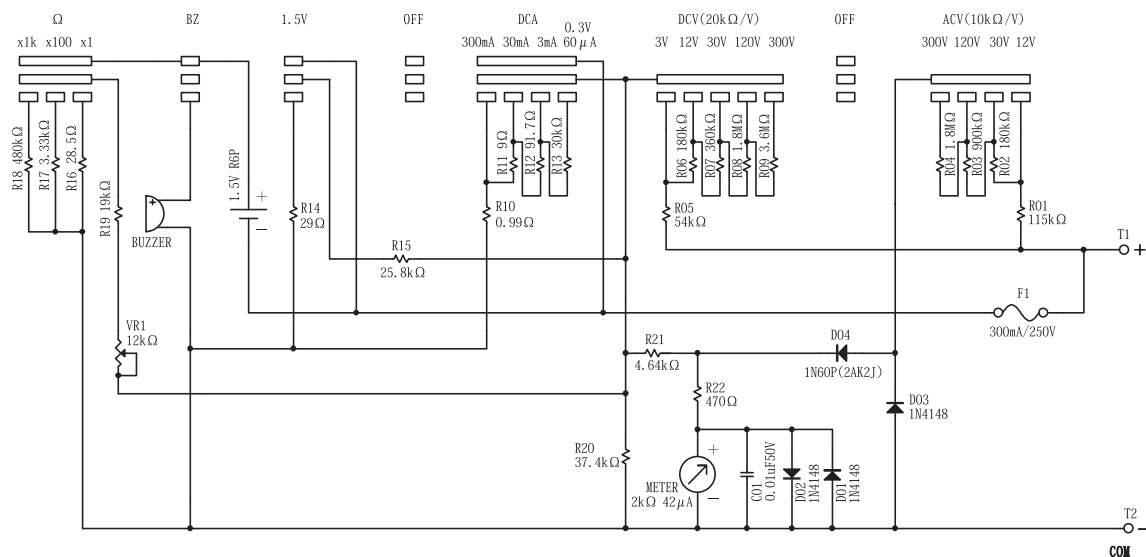 Ω BZ 1.5V OFF DCA DCV(20kΩ/V) OFF ACV(10kΩ/V)
0.3V
x1k x100 x1 300mA 30mA 3mA 60μA 3V 12V 30V 120V 300V 300V 120V 30V 12V
R18 480kΩ
R17 3.33kΩ
R16 28.5Ω
R11 9Ω
R12 91.7Ω
R13 30kΩ
R06 180kΩ
R07 360kΩ
R08 1.8MΩ
R09 3.6MΩ
R04 1.8MΩ
R03 900kΩ
R02 180kΩ
R19 19kΩ
BUZZER
1.5V R6P
+
−
R14
29Ω
R10
0.99Ω
R05
54kΩ
R01
115kΩ
R15
25.8kΩ
T1
+
F1
300mA/250V
VR1
12kΩ
R21
4.64kΩ
D04
1N60P(2AK2J)
R22
470Ω
D03
1N4148
R20
37.4kΩ
+
−
METER
2kΩ 42μA
C01
0.01uF50V
D02
1N4148
D01
1N4148
T2
−
COM